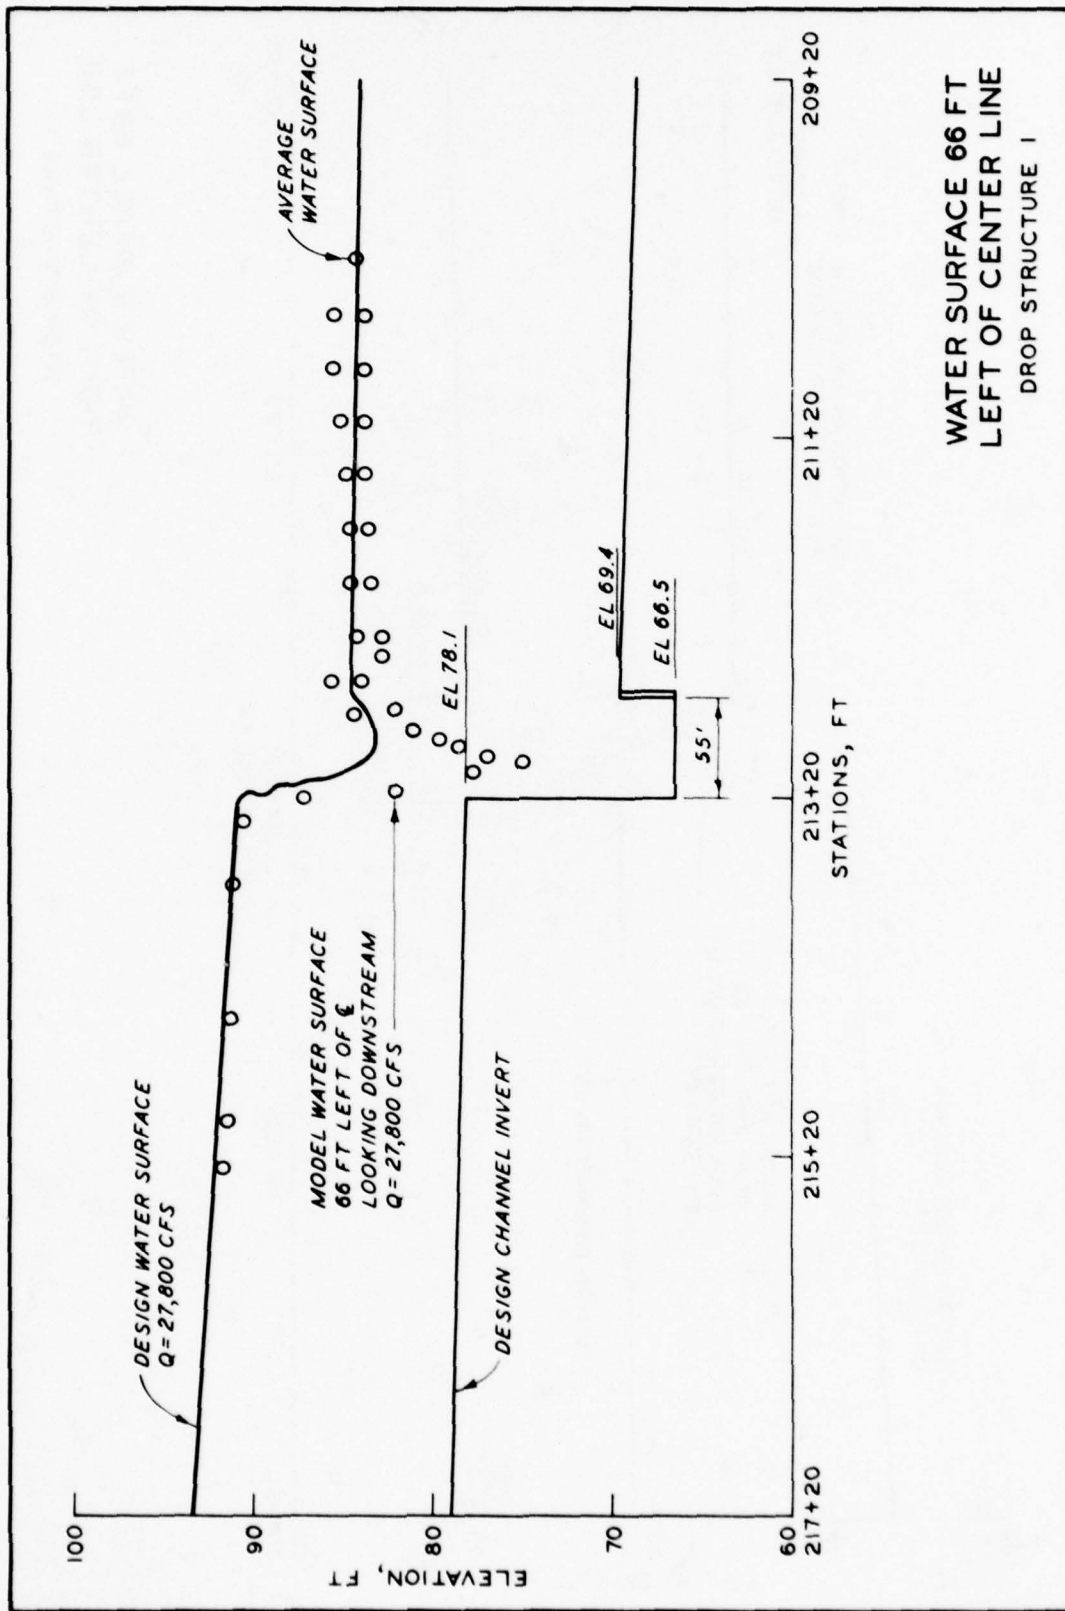 DESIGN WATER SURFACE
Q = 27,800 CFS
AVERAGE
WATER SURFACE
MODEL WATER SURFACE
66 FT LEFT OF ℄
LOOKING DOWNSTREAM
Q = 27,800 CFS
EL 78.1
EL 69.4
EL 66.5
55'
DESIGN CHANNEL INVERT
ELEVATION, FT
100
90
80
70
60
217+20
215+20
213+20
211+20
209+20
STATIONS, FT
WATER SURFACE 66 FT
LEFT OF CENTER LINE
DROP STRUCTURE 1